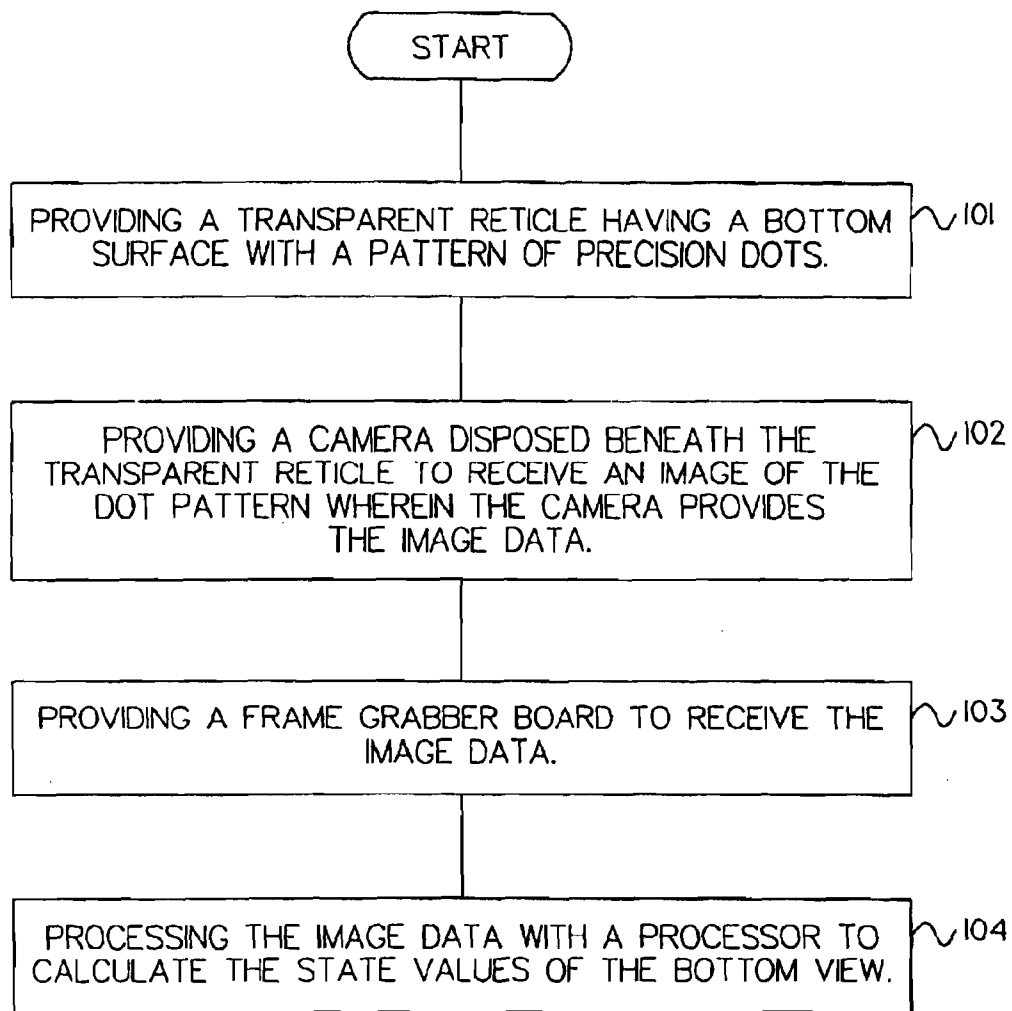 START
PROVIDING A TRANSPARENT RETICLE HAVING A BOTTOM
SURFACE WITH A PATTERN OF PRECISION DOTS.
101
PROVIDING A CAMERA DISPOSED BENEATH THE
TRANSPARENT RETICLE TO RECEIVE AN IMAGE OF THE
DOT PATTERN WHEREIN THE CAMERA PROVIDES
THE IMAGE DATA.
102
PROVIDING A FRAME GRABBER BOARD TO RECEIVE THE
IMAGE DATA.
103
PROCESSING THE IMAGE DATA WITH A PROCESSOR TO
CALCULATE THE STATE VALUES OF THE BOTTOM VIEW.
104